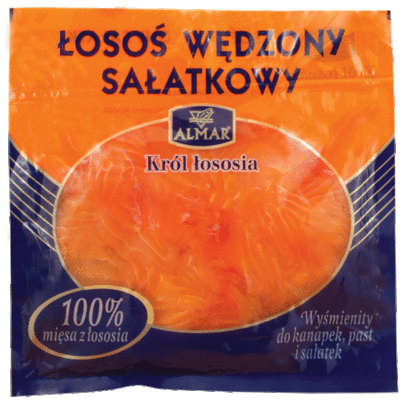 ŁOSOŚ WĘDZONY
SAŁATKOWY
ALMAR®
Król łososia
100%
mięsa z łososia
Wyśmienity
do kanapek, past
i sałatek